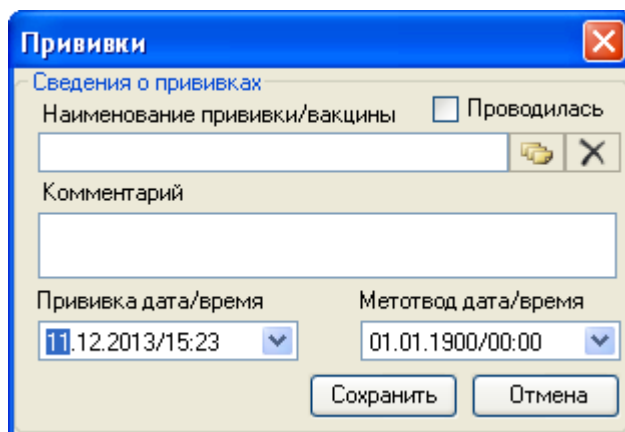 Прививки
Сведения о прививках
Наименование прививки/вакцины Проводилась
Комментарий
Прививка дата/время Метотвод дата/время
11.12.2013/15:23 01.01.1900/00:00
Сохранить Отмена